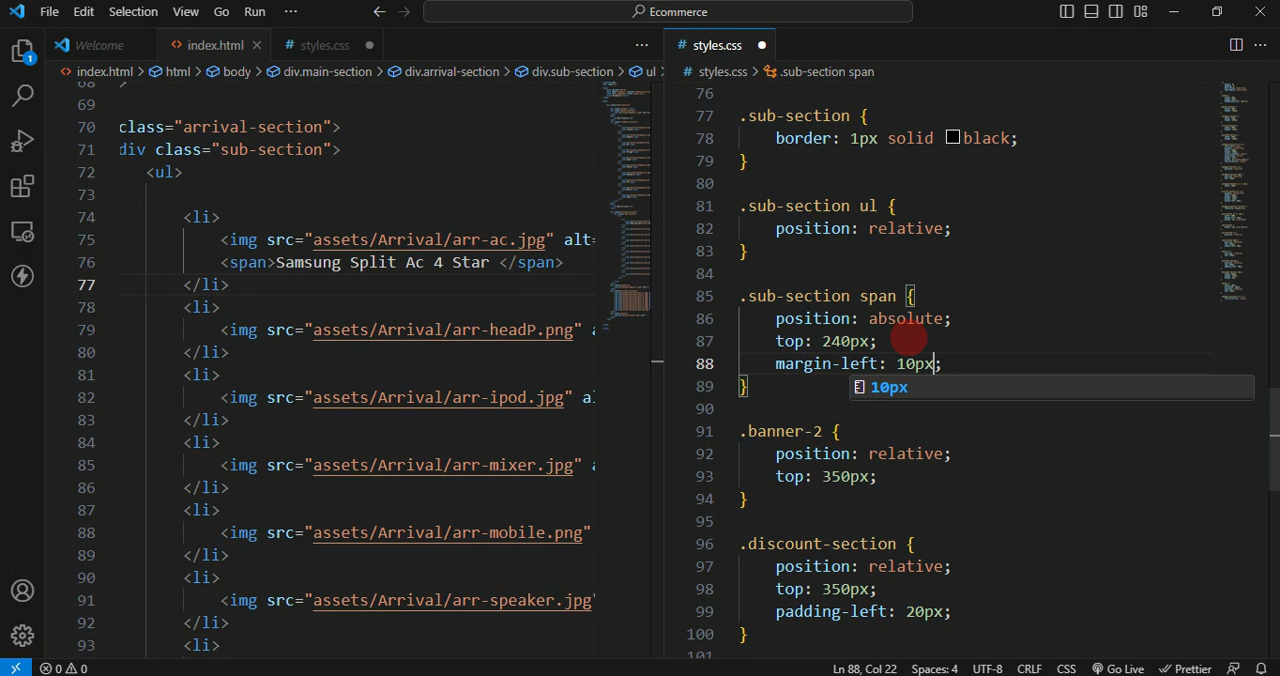 File Edit Selection View Go Run ··· Ecommerce
Welcome index.html styles.css ···
index.html > html > body > div.main-section > div.arrival-section > div.sub-section > ul
68 >
69
70 class="arrival-section">
71 div class="sub-section">
72 <ul>
73
74 <li>
75 <img src="assets/Arrival/arr-ac.jpg" alt=
76 <span>Samsung Split Ac 4 Star </span>
77 </li>
78 <li>
79 <img src="assets/Arrival/arr-headP.png" a
80 </li>
81 <li>
82 <img src="assets/Arrival/arr-ipod.jpg" al
83 </li>
84 <li>
85 <img src="assets/Arrival/arr-mixer.jpg" a
86 </li>
87 <li>
88 <img src="assets/Arrival/arr-mobile.png"
89 </li>
90 <li>
91 <img src="assets/Arrival/arr-speaker.jpg"
92 </li>
93 <li>
# styles.css ···
# styles.css > .sub-section span
76
77 .sub-section {
78 border: 1px solid black;
79 }
80
81 .sub-section ul {
82 position: relative;
83 }
84
85 .sub-section span {
86 position: absolute;
87 top: 240px;
88 margin-left: 10px;
89 }
10px
90
91 .banner-2 {
92 position: relative;
93 top: 350px;
94 }
95
96 .discount-section {
97 position: relative;
98 top: 350px;
99 padding-left: 20px;
100 }
101
0 0 Ln 88, Col 22 Spaces: 4 UTF-8 CRLF CSS Go Live Prettier